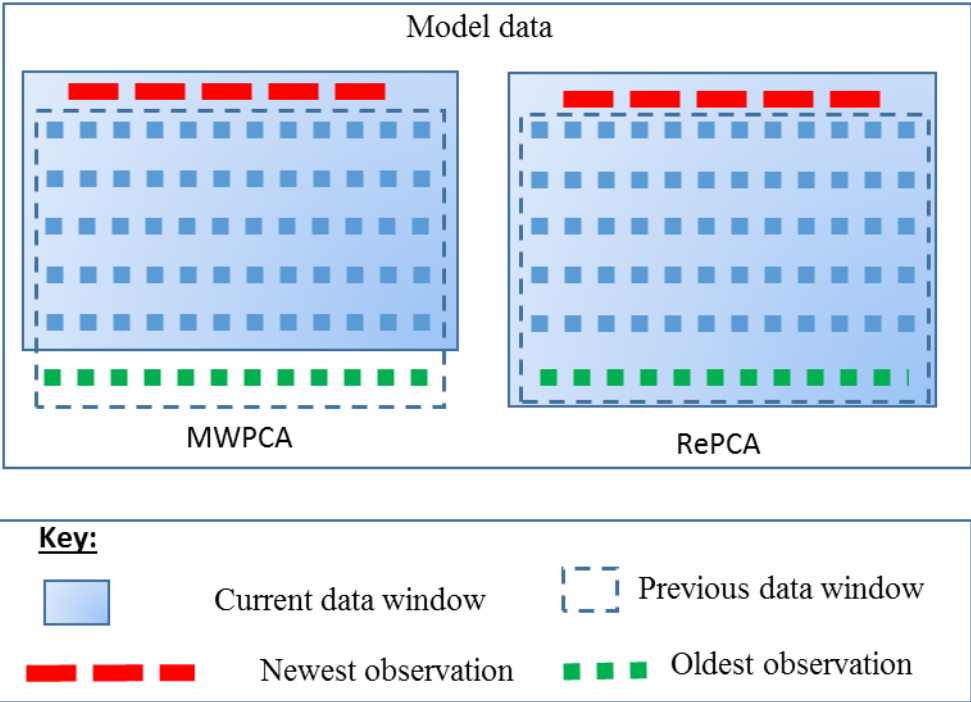 Model data
MWPCA
RePCA
Key:
Current data window
Previous data window
Newest observation
Oldest observation